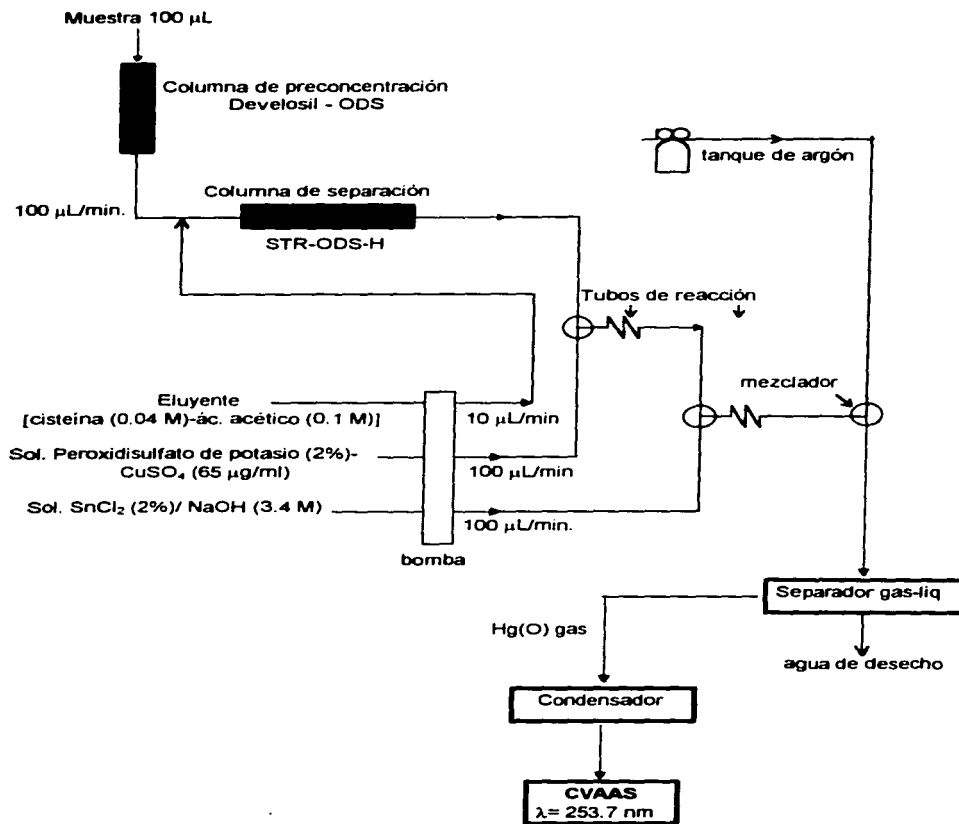 Muestra 100 µL
Columna de preconcentración
Develosil - ODS
tanque de argón
Columna de separación
100 µL/min.
STR-ODS-H
Tubos de reacción
mezclador
Eluyente
[cisteína (0.04 M)-ác. acético (0.1 M)]
10 µL/min
Sol. Peroxidisulfato de potasio (2%)-
CuSO₄ (65 µg/ml)
100 µL/min
Sol. SnCl₂ (2%)/ NaOH (3.4 M)
100 µL/min.
bomba
Separador gas-liq
Hg(O) gas
agua de desecho
Condensador
CVAAS
λ= 253.7 nm